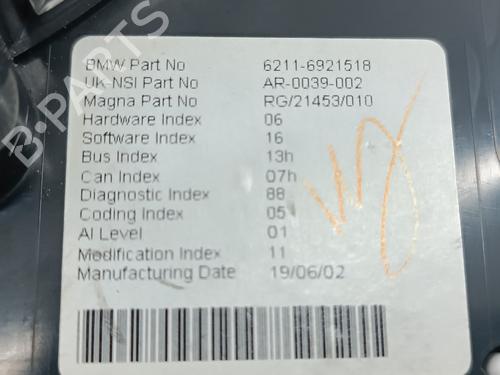 BMW Part No 6211-6921518
UK-NSI Part No AR-0039-002
Magna Part No RG/21453/010
Hardware Index 06
Software Index 16
Bus Index 13h
Can Index 07h
Diagnostic Index 88
Coding Index 05
AI Level 01
Modification Index 11
Manufacturing Date 19/06/02
B-PARTS